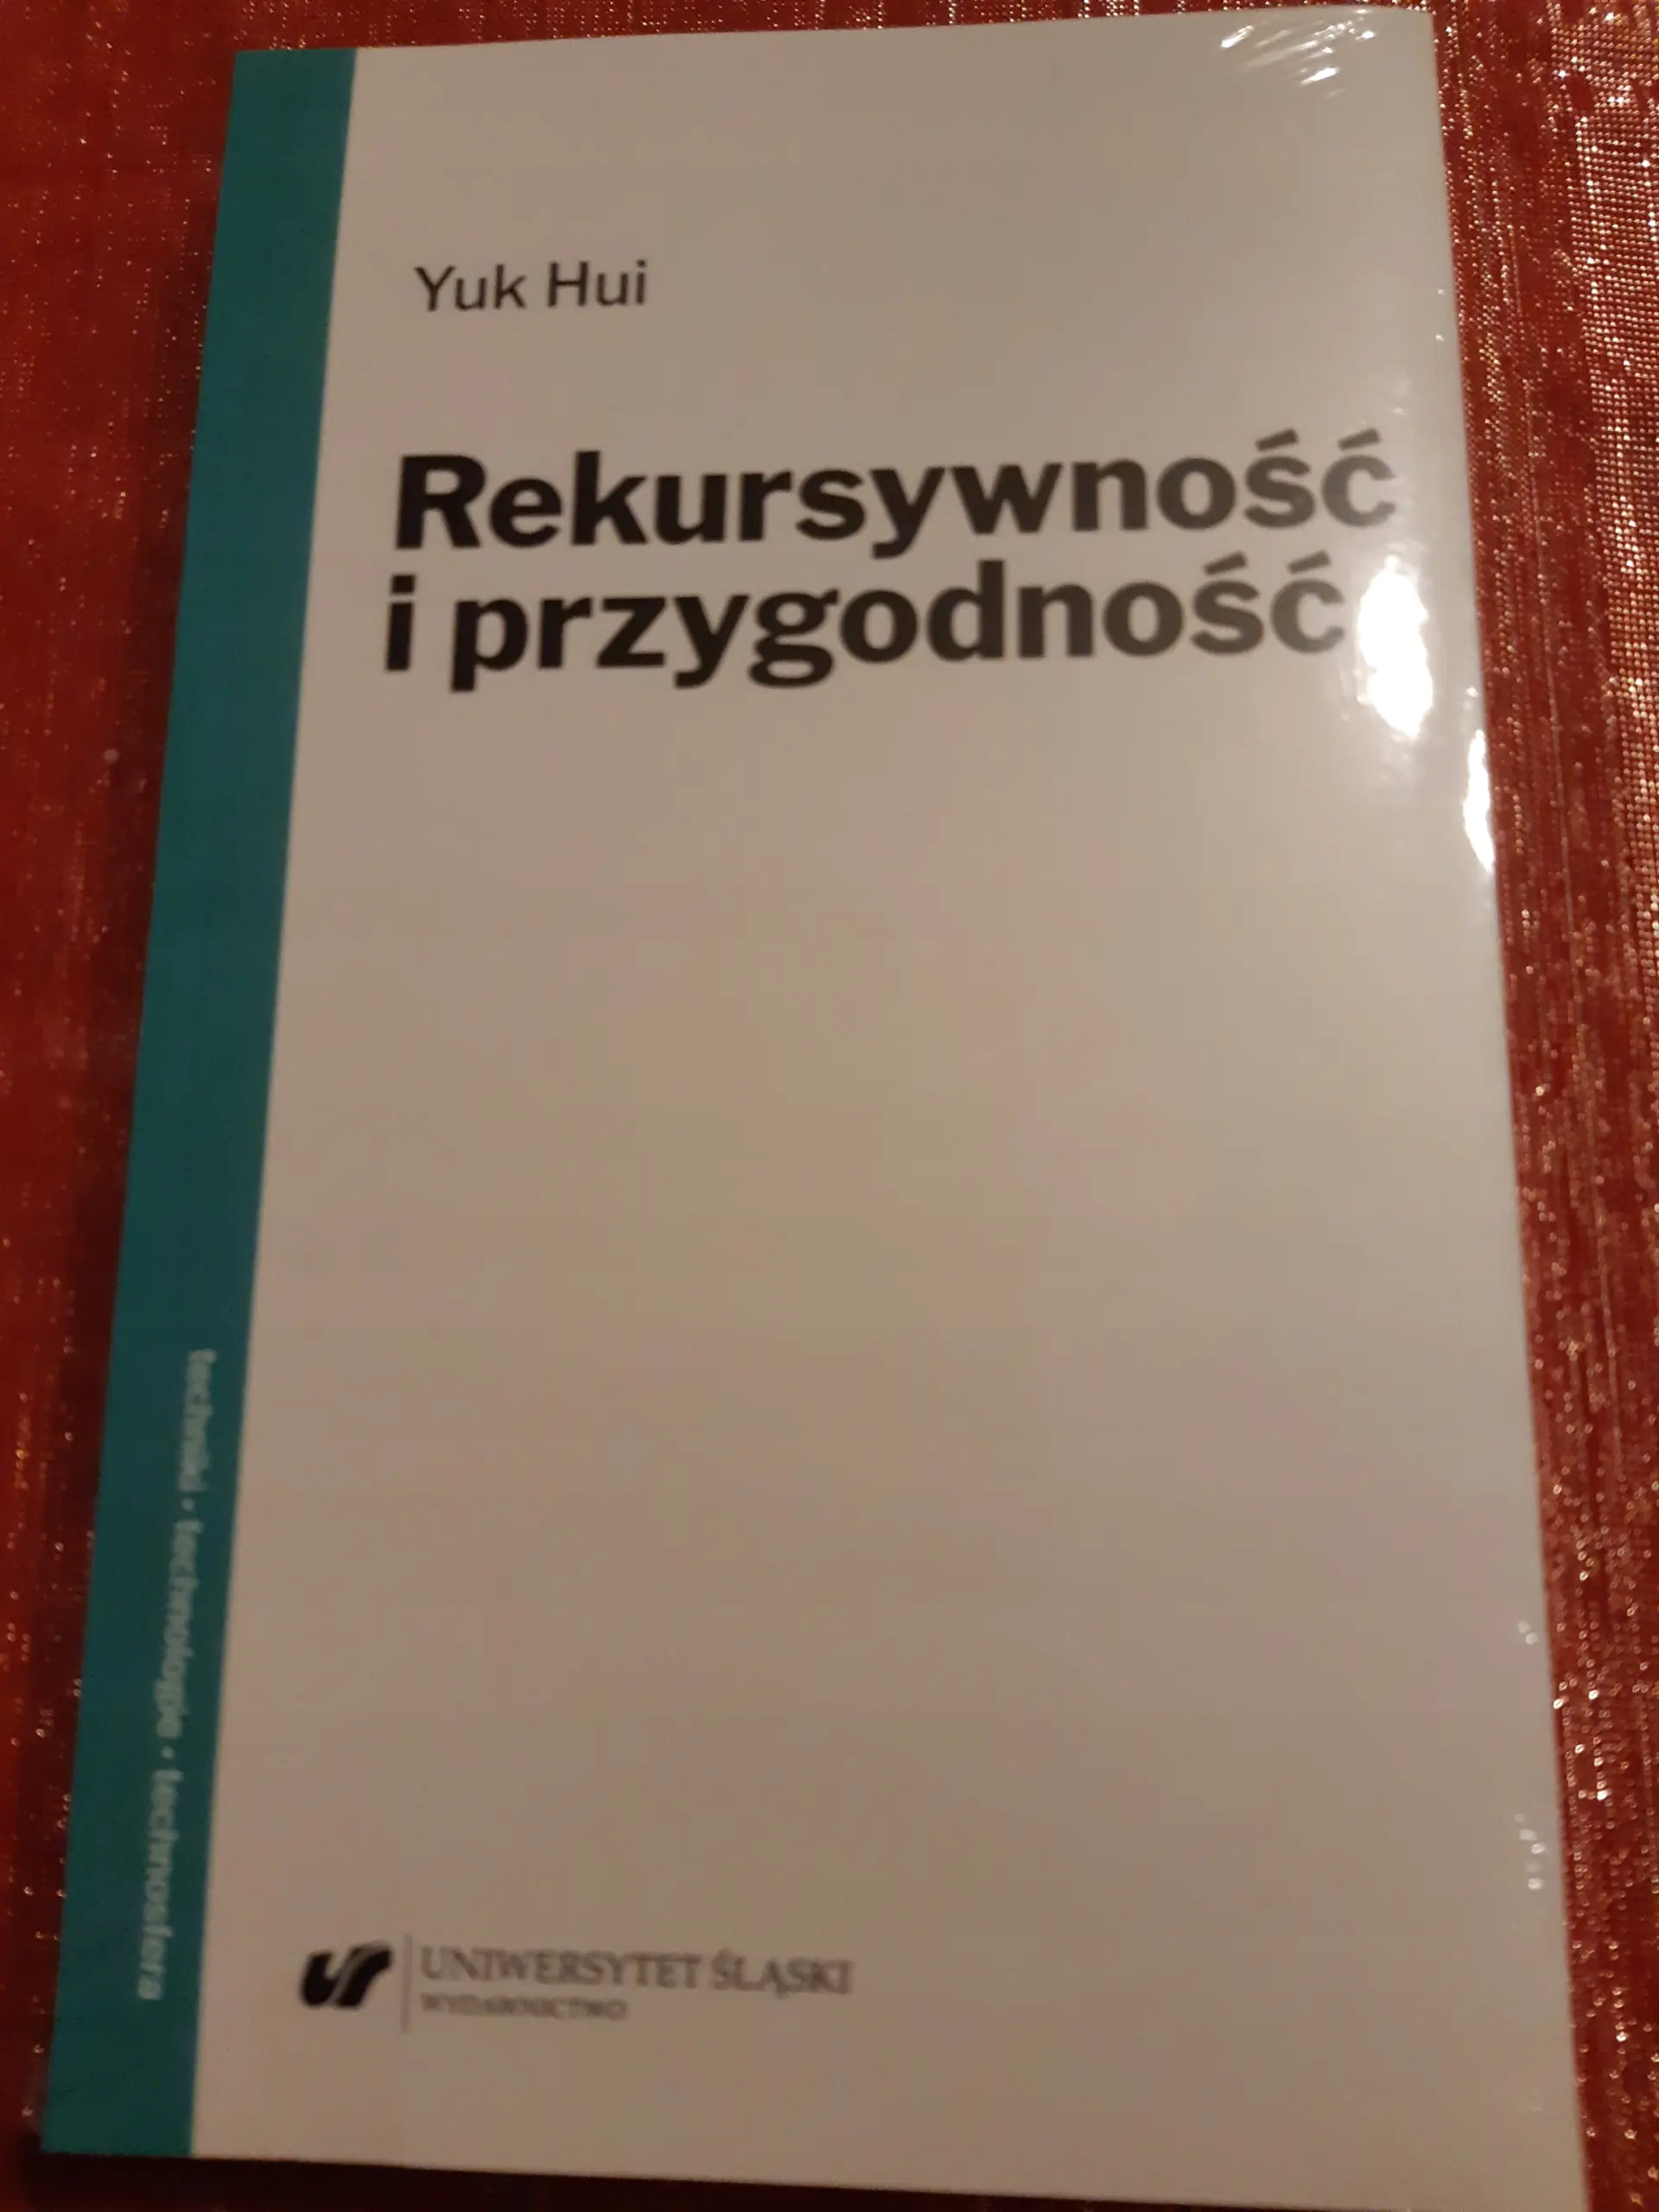 Yuk Hui
Rekursywność
i przygodność
techniki • technologie • technosfera
UNIWERSYTET ŚLĄSKI
WYDAWNICTWO